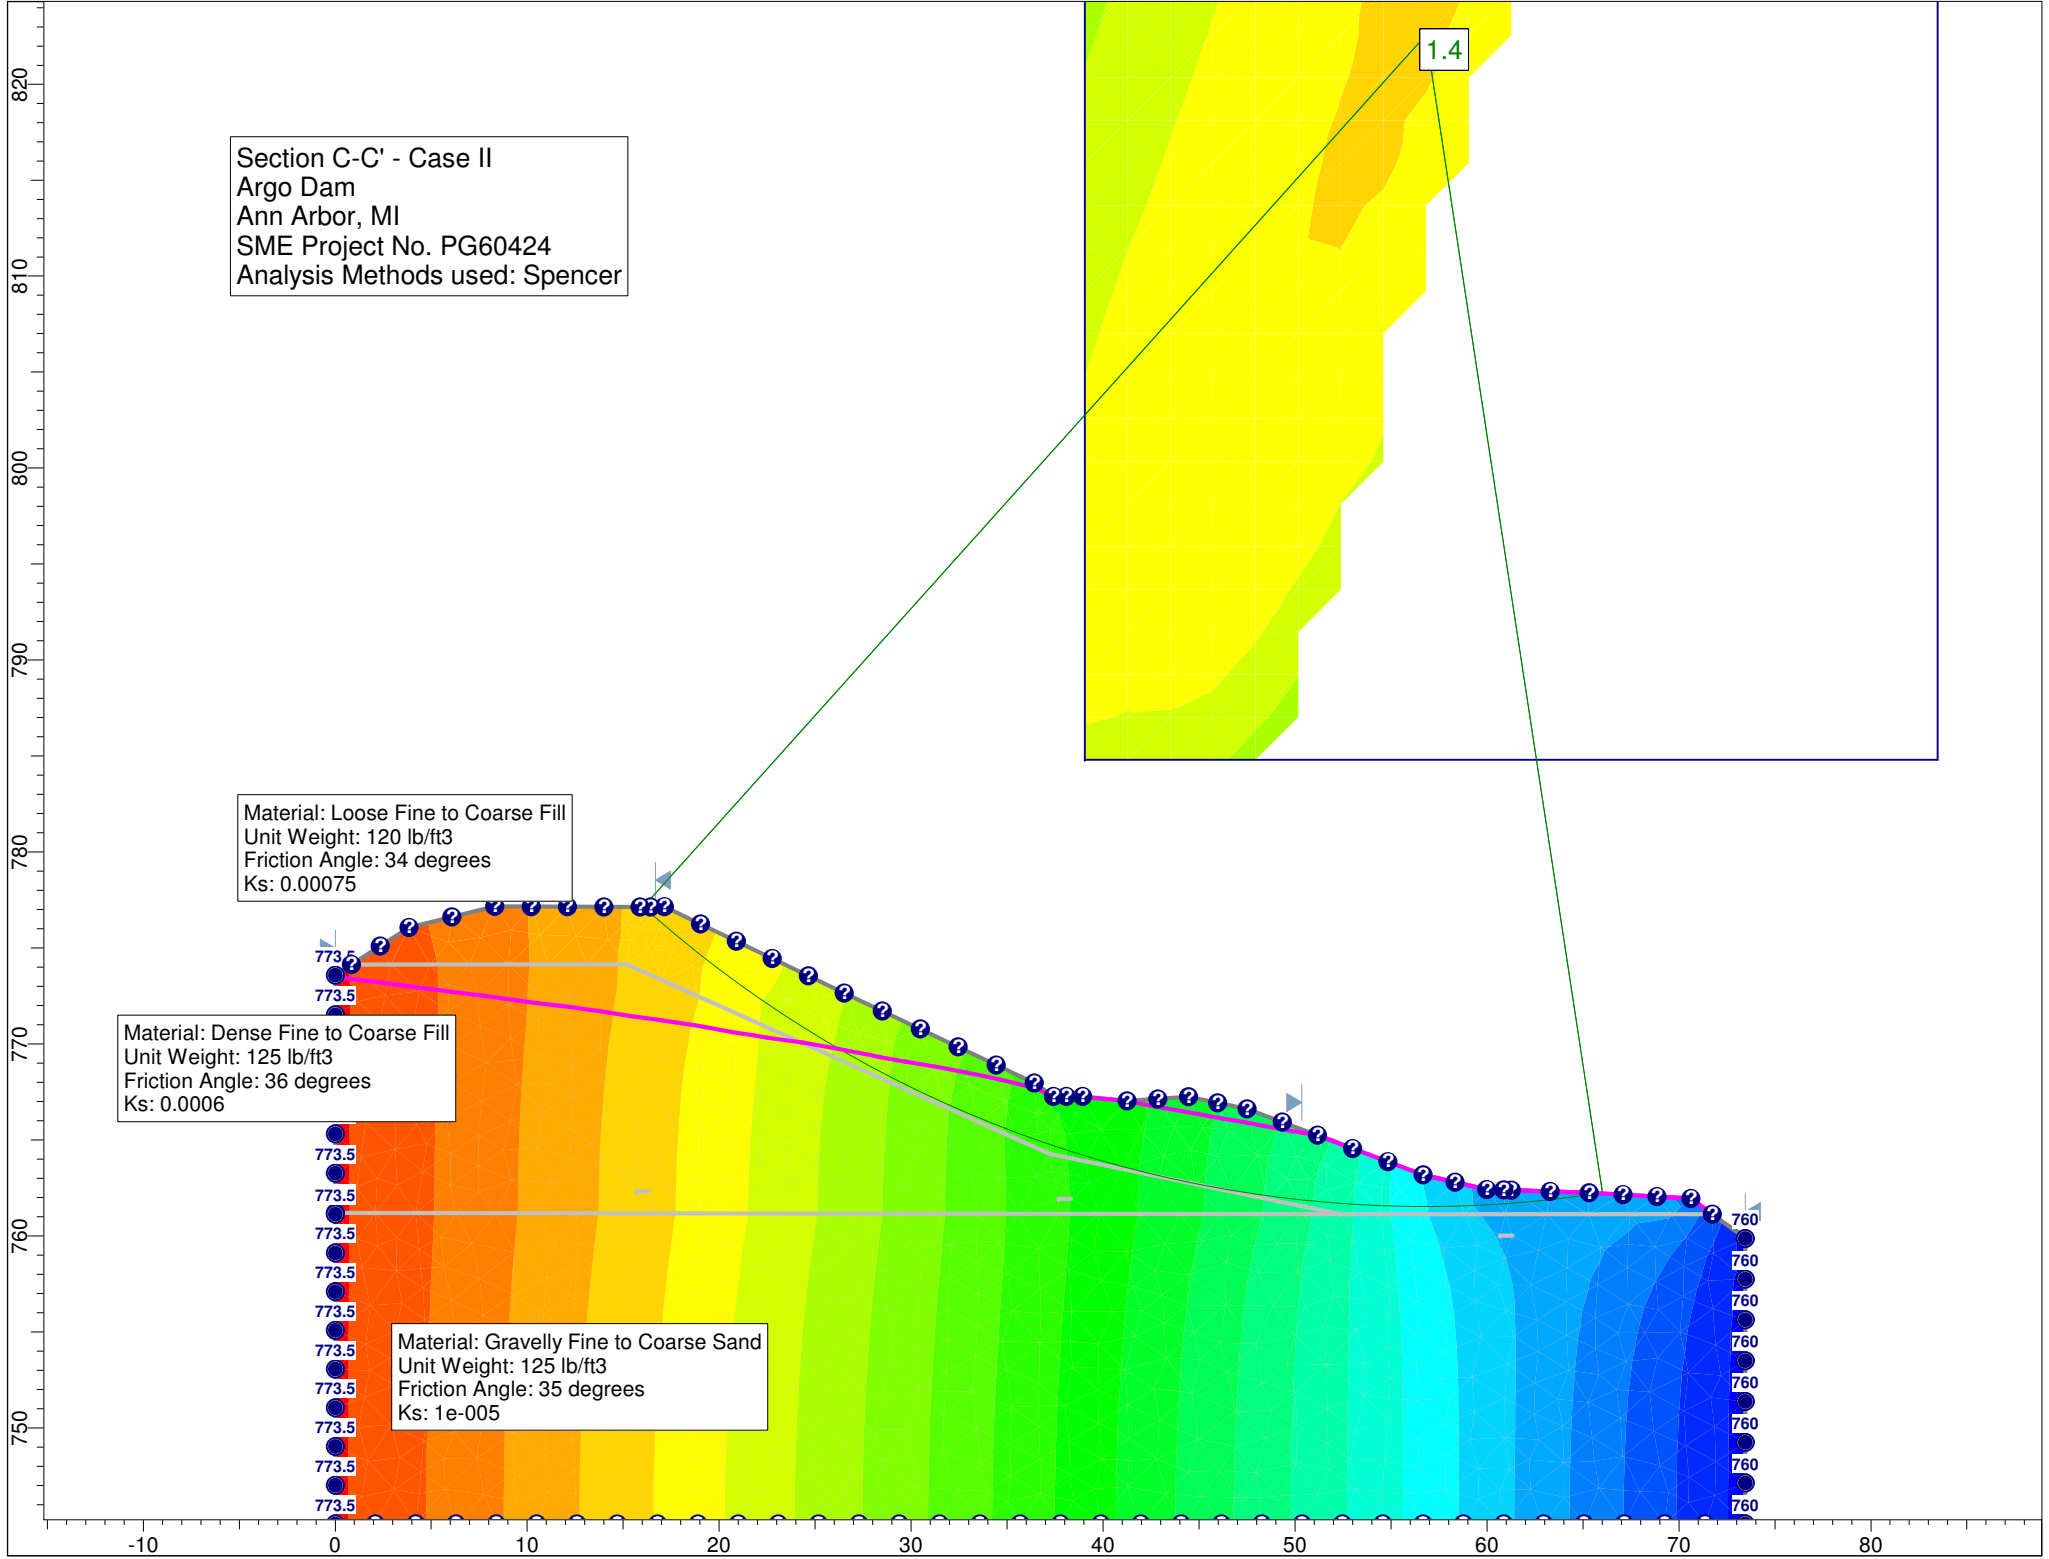 1.4
820
Section C-C' - Case II
Argo Dam
Ann Arbor, MI
SME Project No. PG60424
Analysis Methods used: Spencer
810
800
790
780
Material: Loose Fine to Coarse Fill
Unit Weight: 120 lb/ft3
Friction Angle: 34 degrees
Ks: 0.00075
773.5
773.5
770
Material: Dense Fine to Coarse Fill
Unit Weight: 125 lb/ft3
Friction Angle: 36 degrees
Ks: 0.0006
773.5
773.5
773.5
773.5
773.5
773.5
773.5
773.5
773.5
773.5
760
760
760
760
760
760
760
760
760
Material: Gravelly Fine to Coarse Sand
Unit Weight: 125 lb/ft3
Friction Angle: 35 degrees
Ks: 1e-005
750
-10 0 10 20 30 40 50 60 70 80